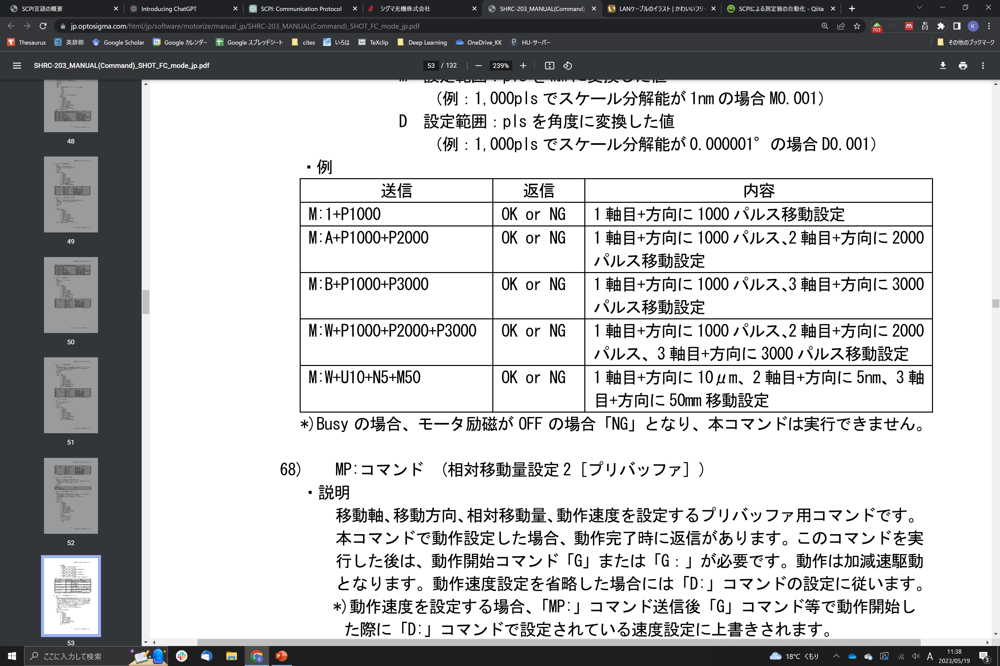 SCPI言語の概要
Introducing ChatGPT
SCPI: Communication Protocol
シグマ光機株式会社
SHRC-203_MANUAL(Command)_
LANケーブルのイラスト | かわいいフリー
SCPIによる測定器の自動化 - Qiita
jp.optosigma.com/html/jp/software/motorize/manual_jp/SHRC-203_MANUAL(Command)_SHOT_FC_mode_jp.pdf
703
K
Thesaurus
英辞郎
Google Scholar
16
Google カレンダー
Google スプレッドシート
cites
いろは
TeX
TeXclip
Deep Learning
OneDrive_KK
P
HU-サーバー
その他のブックマーク
SHRC-203_MANUAL(Command)_SHOT_FC_mode_jp.pdf
53 / 132
239%
48
49
50
51
52
53
M 設定範囲：pls を mm に変換した値
（例：1,000pls でスケール分解能が 1nm の場合 M0.001）
D 設定範囲：pls を角度に変換した値
（例：1,000pls でスケール分解能が 0.000001° の場合 D0.001）
・例
送信 返信 内容
M:1+P1000 OK or NG 1 軸目+方向に 1000 パルス移動設定
M:A+P1000+P2000 OK or NG 1 軸目+方向に 1000 パルス、2 軸目+方向に 2000
パルス移動設定
M:B+P1000+P3000 OK or NG 1 軸目+方向に 1000 パルス、3 軸目+方向に 3000
パルス移動設定
M:W+P1000+P2000+P3000 OK or NG 1 軸目+方向に 1000 パルス、2 軸目+方向に 2000
パルス、3 軸目+方向に 3000 パルス移動設定
M:W+U10+N5+M50 OK or NG 1 軸目+方向に 10μm、2 軸目+方向に 5nm、3 軸
目+方向に 50mm 移動設定
*)Busy の場合、モータ励磁が OFF の場合「NG」となり、本コマンドは実行できません。
68) MP:コマンド （相対移動量設定 2 ［プリバッファ］）
・説明
移動軸、移動方向、相対移動量、動作速度を設定するプリバッファ用コマンドです。
本コマンドで動作設定した場合、動作完了時に返信があります。このコマンドを実
行した後は、動作開始コマンド「G」または「G：」が必要です。動作は加減速駆動
となります。動作速度設定を省略した場合には「D:」コマンドの設定に従います。
*)動作速度を設定する場合、「MP:」コマンド送信後「G」コマンド等で動作開始し
た際に「D:」コマンドで設定されている速度設定に上書きされます。
ここに入力して検索
K
P
18℃ くもり
A
11:38
2023/05/19
3